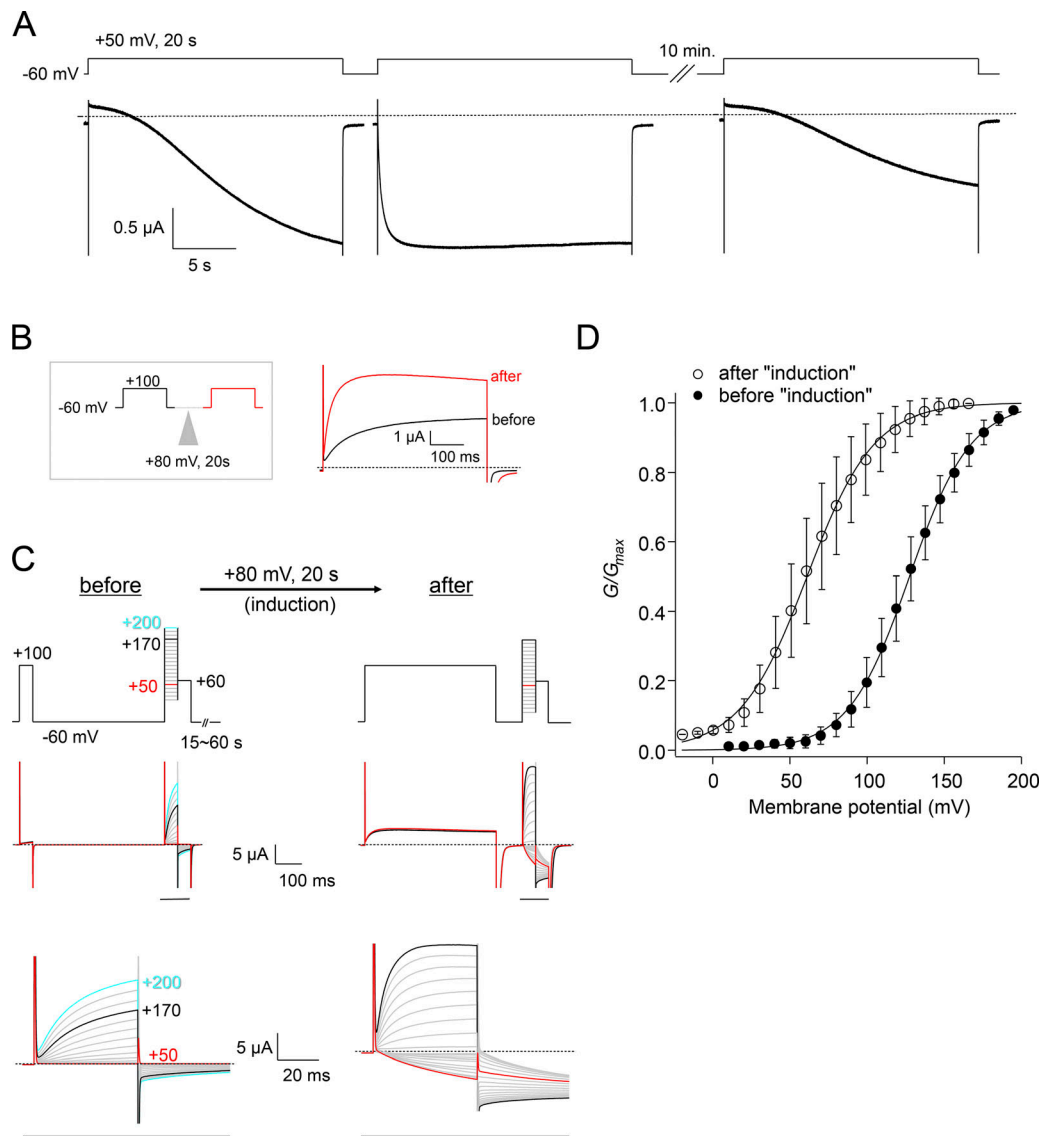 A
+50 mV, 20 s
-60 mV
10 min.
0.5 µA
5 s
B
+100
-60 mV
+80 mV, 20s
after
before
1 µA
100 ms
C
before
+80 mV, 20 s
(induction)
after
+200
+170
+100
+50
+60
-60 mV
15~60 s
5 µA
100 ms
+200
+170
+50
5 µA
20 ms
D
after "induction"
before "induction"
1.0
0.8
0.6
0.4
0.2
0.0
G/Gmax
0
50
100
150
200
Membrane potential (mV)